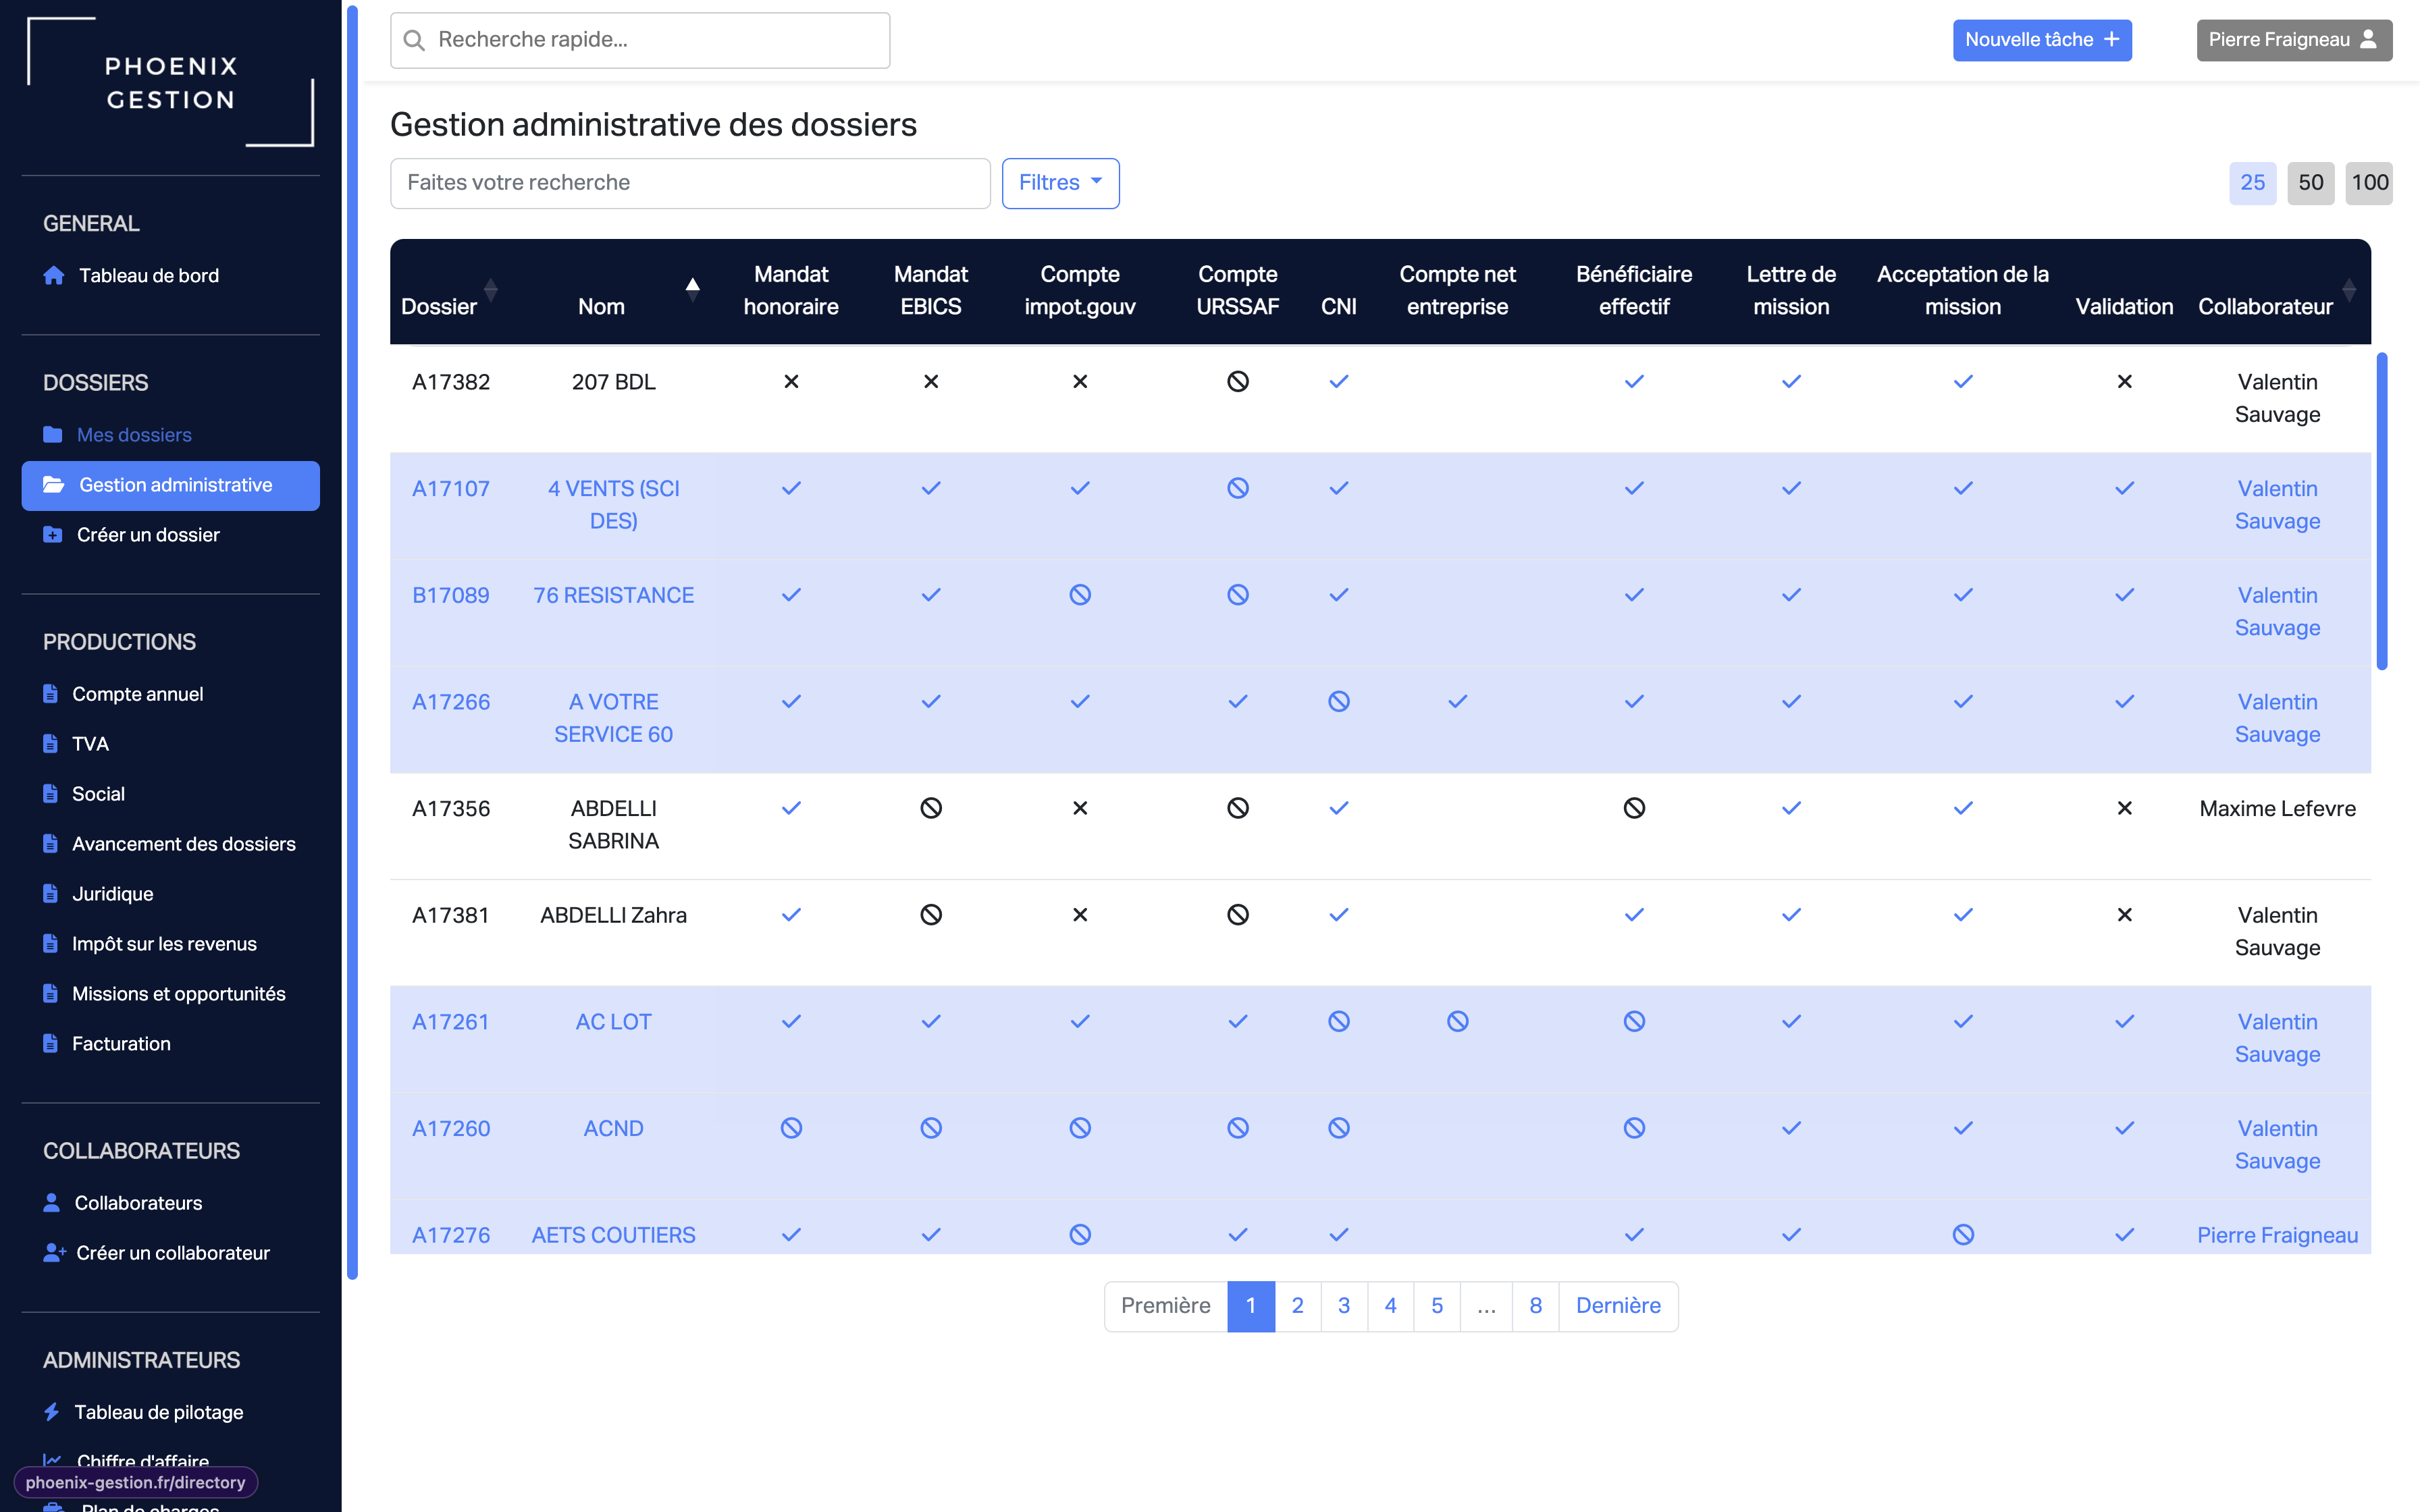 PHOENIX
GESTION
GENERAL
Tableau de bord
DOSSIERS
Mes dossiers
Gestion administrative
Créer un dossier
PRODUCTIONS
Compte annuel
TVA
Social
Avancement des dossiers
Juridique
Impôt sur les revenus
Missions et opportunités
Facturation
COLLABORATEURS
Collaborateurs
Créer un collaborateur
ADMINISTRATEURS
Tableau de pilotage
Chiffre d'affaire
Plan de charges
phoenix-gestion.fr/directory
Recherche rapide...
Nouvelle tâche +
Pierre Fraigneau
Gestion administrative des dossiers
Faites votre recherche
Filtres
25 50 100
Dossier Nom Mandat honoraire Mandat EBICS Compte impot.gouv Compte URSSAF CNI Compte net entreprise Bénéficiaire effectif Lettre de mission Acceptation de la mission Validation Collaborateur
A17382 207 BDL Valentin Sauvage
A17107 4 VENTS (SCI DES) Valentin Sauvage
B17089 76 RESISTANCE Valentin Sauvage
A17266 A VOTRE SERVICE 60 Valentin Sauvage
A17356 ABDELLI SABRINA Maxime Lefevre
A17381 ABDELLI Zahra Valentin Sauvage
A17261 AC LOT Valentin Sauvage
A17260 ACND Valentin Sauvage
A17276 AETS COUTIERS Pierre Fraigneau
Première 1 2 3 4 5 ... 8 Dernière